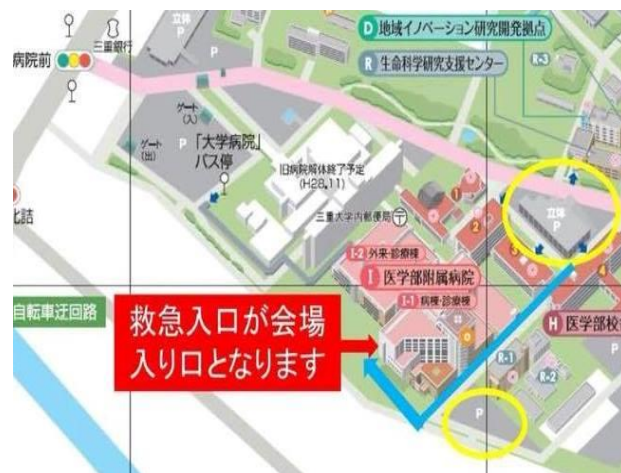 D 地域イノベーション研究開発拠点
R 生命科学研究支援センター
立体
P
三重銀行
病院前
R-3
ゲート
(入)
P
P
「大学病院」
バス停
ゲート
(出)
旧病院解体終了予定
(H28.11)
立体
P
1
2
3
4
三重大学内郵便局
北詰
I-2 外来・診療棟
I 医学部附属病院
I-1 病棟・診療棟
自転車迂回路
救急入口が会場
入り口となります
H 医学部校
R-1
R-2
P